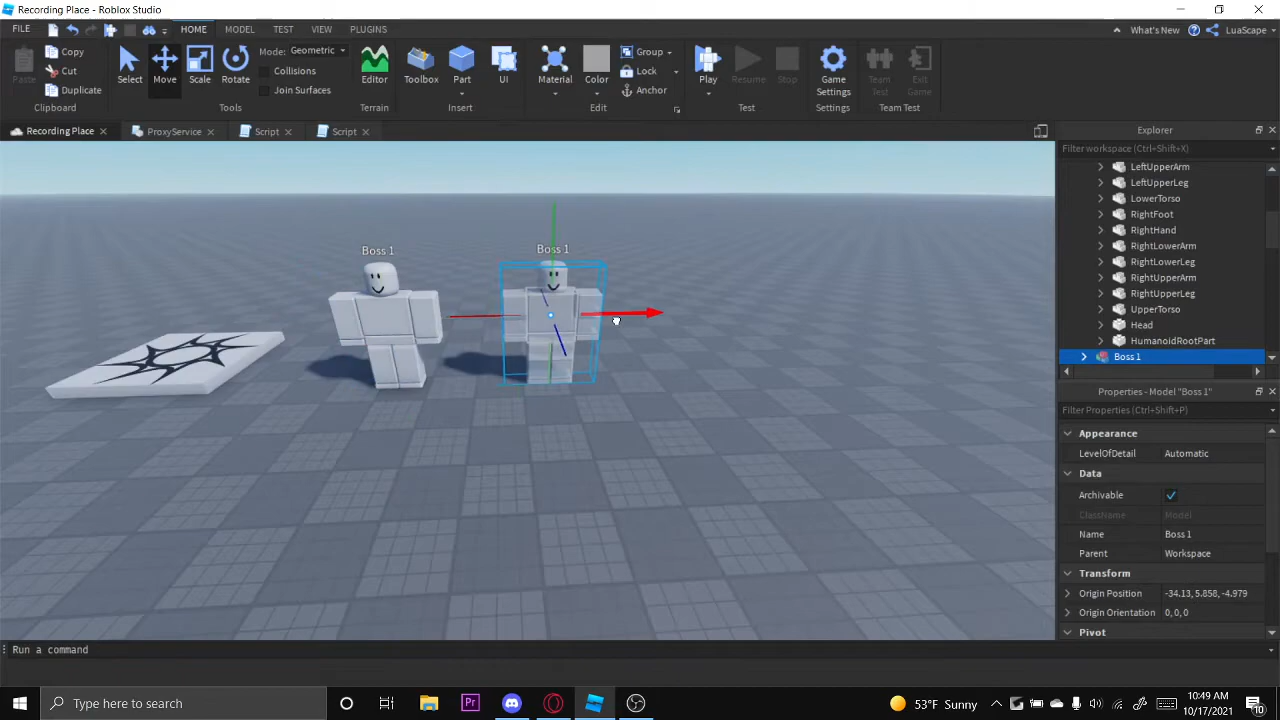 Recording Place - Roblox Studio
FILE HOME MODEL TEST VIEW PLUGINS What's New LuaScape
Paste Copy Cut Duplicate Clipboard
Select Move Scale Rotate Mode: Geometric Collisions Join Surfaces Tools
Editor Terrain
Toolbox Part UI Insert
Material Color Group Lock Anchor Edit
Play Resume Stop Test
Game Settings Settings
Team Test Exit Game Team Test
Recording Place ProxyService Script Script
Boss 1 Boss 1
Explorer
Filter workspace (Ctrl+Shift+X)
LeftUpperArm
LeftUpperLeg
LowerTorso
RightFoot
RightHand
RightLowerArm
RightLowerLeg
RightUpperArm
RightUpperLeg
UpperTorso
Head
HumanoidRootPart
Boss 1
Properties - Model "Boss 1"
Filter Properties (Ctrl+Shift+P)
Appearance
LevelOfDetail Automatic
Data
Archivable
ClassName Model
Name Boss 1
Parent Workspace
Transform
Origin Position -34.13, 5.858, -4.979
Origin Orientation 0, 0, 0
Pivot
Run a command
Type here to search
Pr
53°F Sunny
10:49 AM
10/17/2021